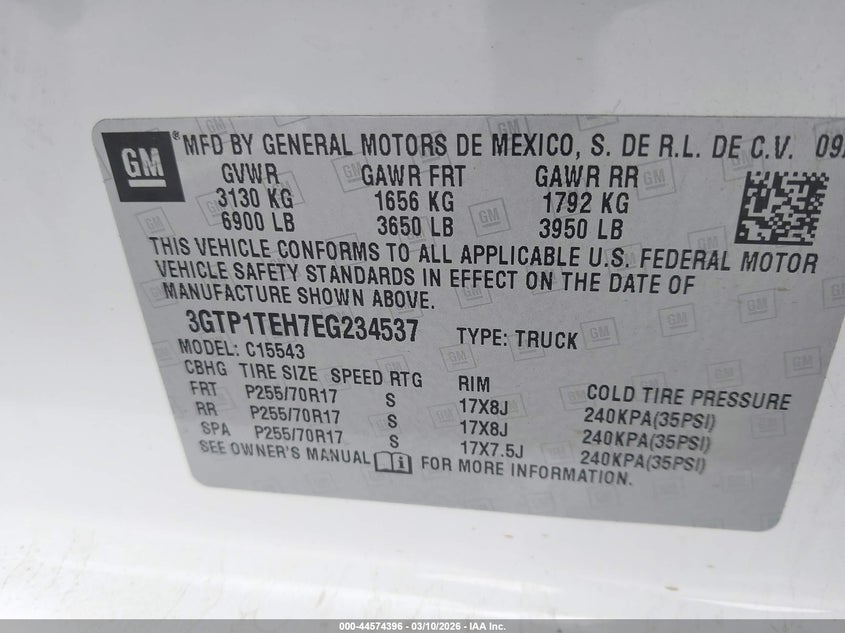 GM ® MFD BY GENERAL MOTORS DE MEXICO, S. DE R.L. DE C.V. 09/
GVWR GAWR FRT GAWR RR
3130 KG 1656 KG 1792 KG
6900 LB 3650 LB 3950 LB
THIS VEHICLE CONFORMS TO ALL APPLICABLE U.S. FEDERAL MOTOR
VEHICLE SAFETY STANDARDS IN EFFECT ON THE DATE OF
MANUFACTURE SHOWN ABOVE.
3GTP1TEH7EG234537 TYPE: TRUCK
MODEL: C15543
CBHG TIRE SIZE SPEED RTG RIM COLD TIRE PRESSURE
FRT P255/70R17 S 17X8J 240KPA(35PSI)
RR P255/70R17 S 17X8J 240KPA(35PSI)
SPA P255/70R17 S 17X7.5J 240KPA(35PSI)
SEE OWNER'S MANUAL FOR MORE INFORMATION.
000-44574396 - 03/10/2026 - IAA Inc.